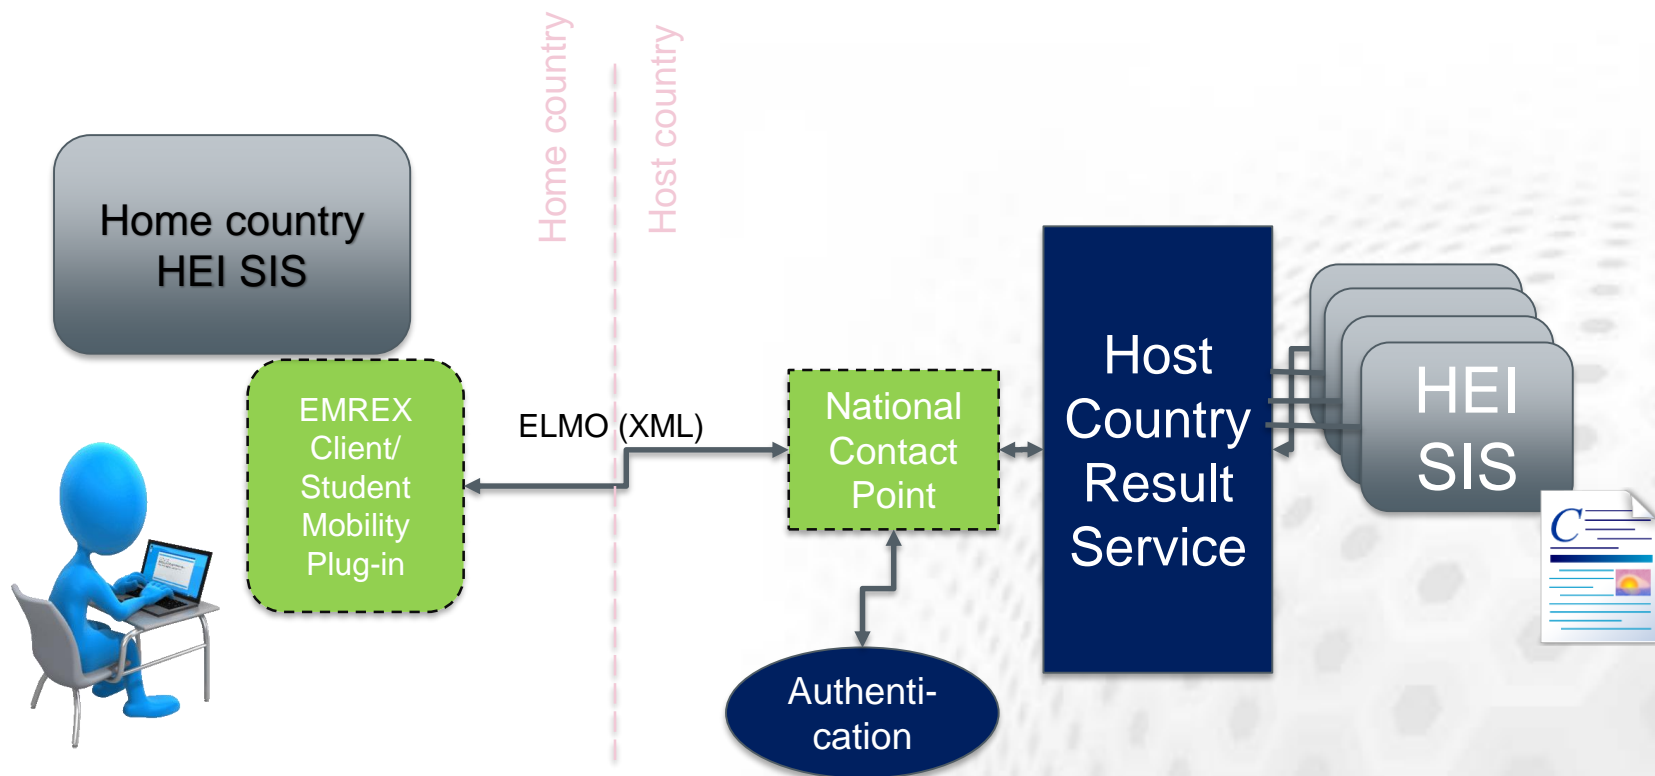 Home country
Host country
Home country
HEI SIS
EMREX
Client/
Student
Mobility
Plug-in
ELMO (XML)
National
Contact
Point
Authenti-
cation
Host
Country
Result
Service
HEI
SIS
C